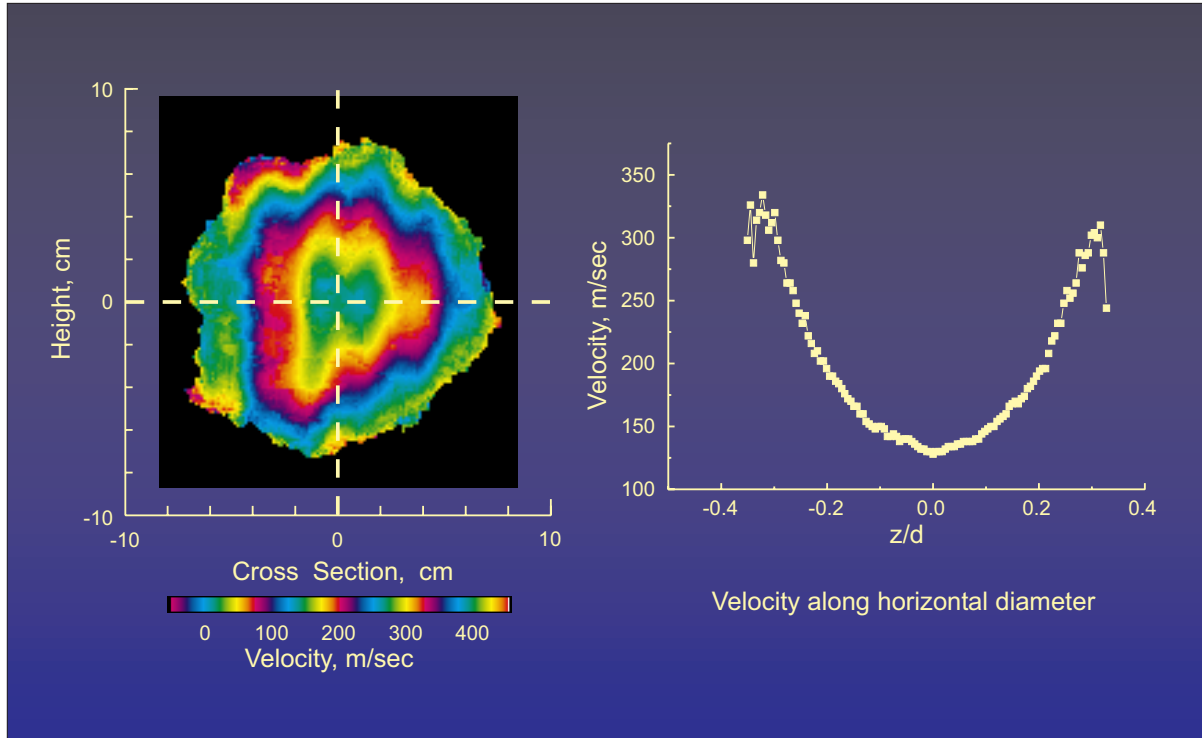 10
0
-10
Height, cm
-10
0
10
Cross Section, cm
0 100 200 300 400
Velocity, m/sec
350
300
250
200
150
100
Velocity, m/sec
-0.4 -0.2 0.0 0.2 0.4
z/d
Velocity along horizontal diameter